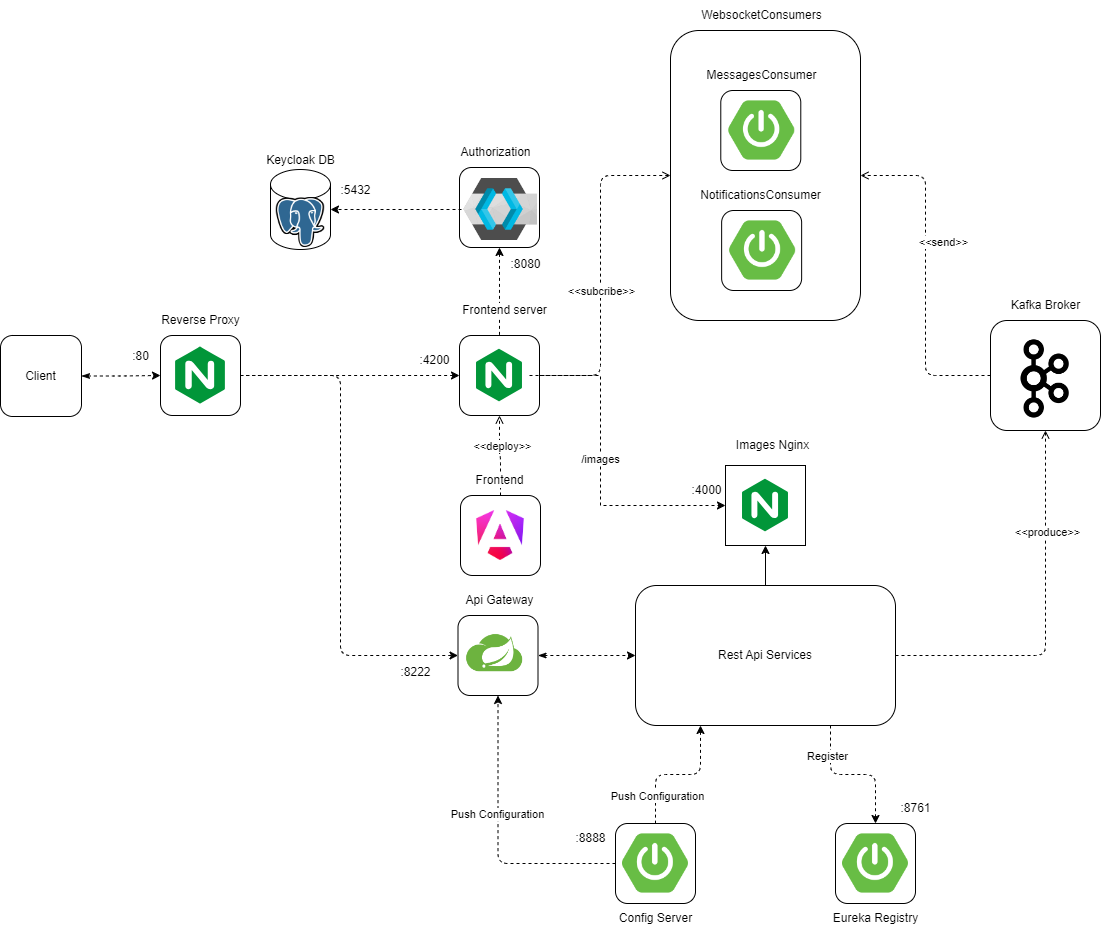 WebsocketConsumers
MessagesConsumer
NotificationsConsumer
Keycloak DB
:5432
Authorization
:8080
<<subcribe>>
<<send>>
Kafka Broker
Reverse Proxy
Frontend server
Client
:80
:4200
<<deploy>>
/images
Images Nginx
:4000
Frontend
<<produce>>
Api Gateway
:8222
Rest Api Services
Register
Push Configuration
Push Configuration
:8888
:8761
Config Server
Eureka Registry